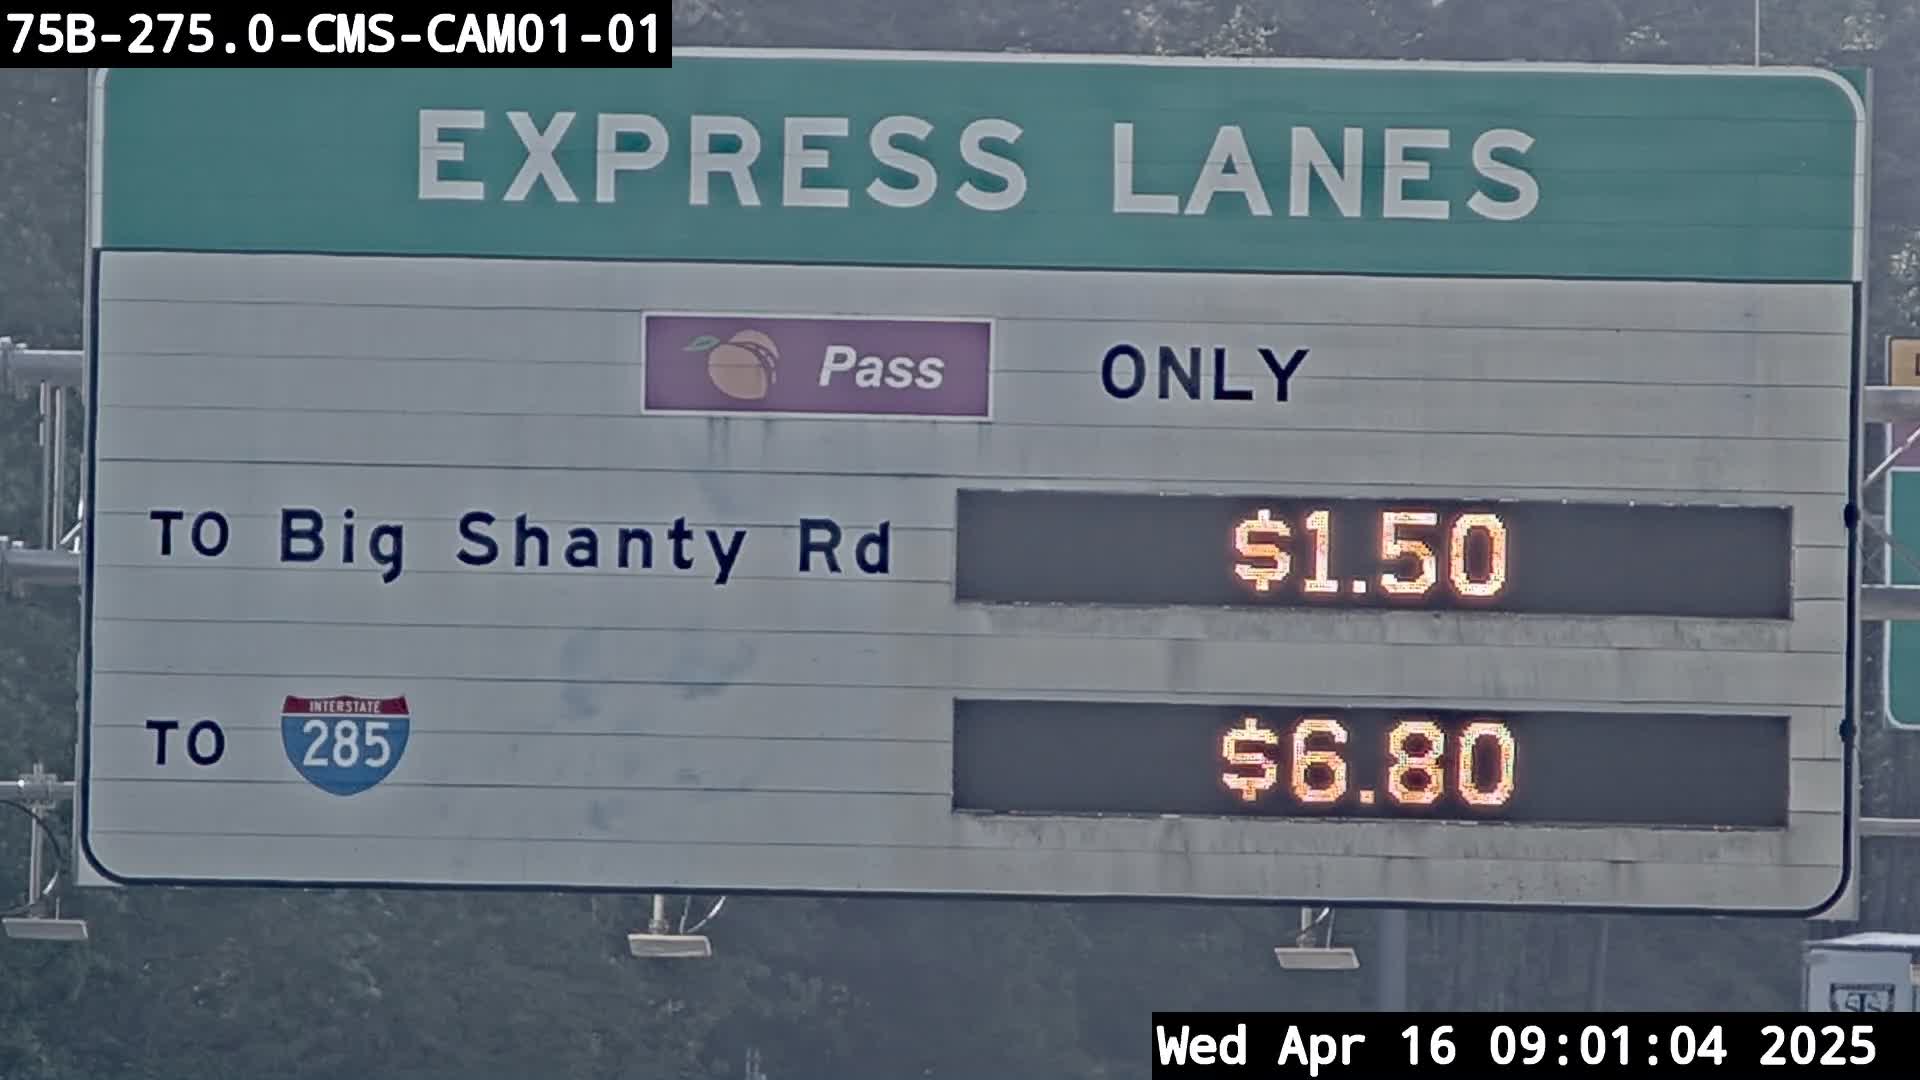 75B-275.0-CMS-CAM01-01
EXPRESS LANES
Pass ONLY
TO Big Shanty Rd $1.50
TO INTERSTATE 285 $6.80
Wed Apr 16 09:01:04 2025